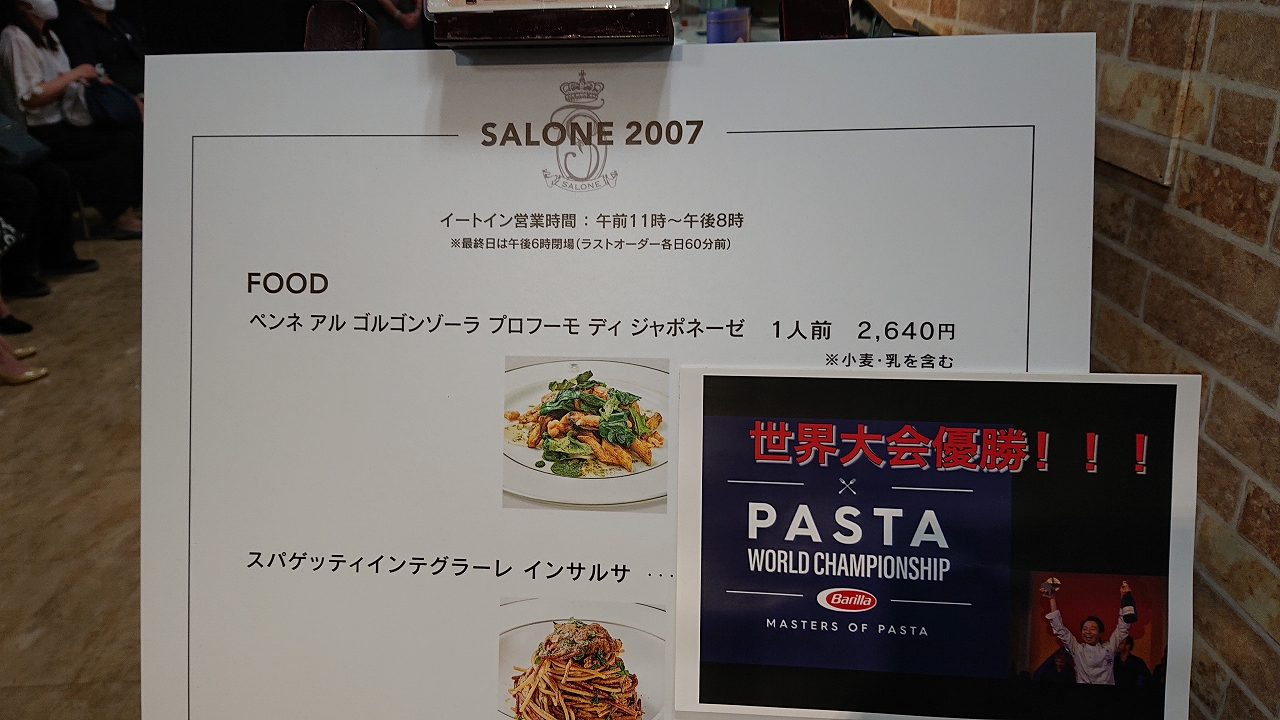 SALONE 2007
SALONE
イートイン営業時間：午前11時～午後8時
※最終日は午後6時閉場(ラストオーダー各日60分前)
FOOD
ペンネ アル ゴルゴンゾーラ プロフーモ ディ ジャポネーゼ 1人前 2,640円
※小麦・乳を含む
世界大会優勝！！！
PASTA
WORLD CHAMPIONSHIP
Barilla
MASTERS OF PASTA
スパゲッティインテグラーレ インサルサ ...